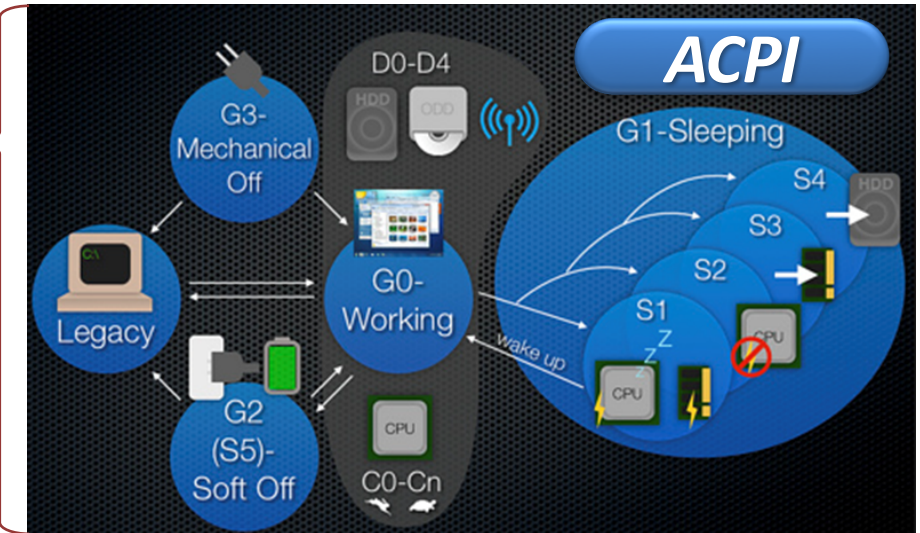 ACPI
D0-D4
HDD
ODD
G3-
Mechanical
Off
G1-Sleeping
S4
HDD
S3
S2
S1
Z
Z
Z
CPU
CPU
C:\
Legacy
G0-
Working
wake up
G2
(S5)-
Soft Off
CPU
C0-Cn